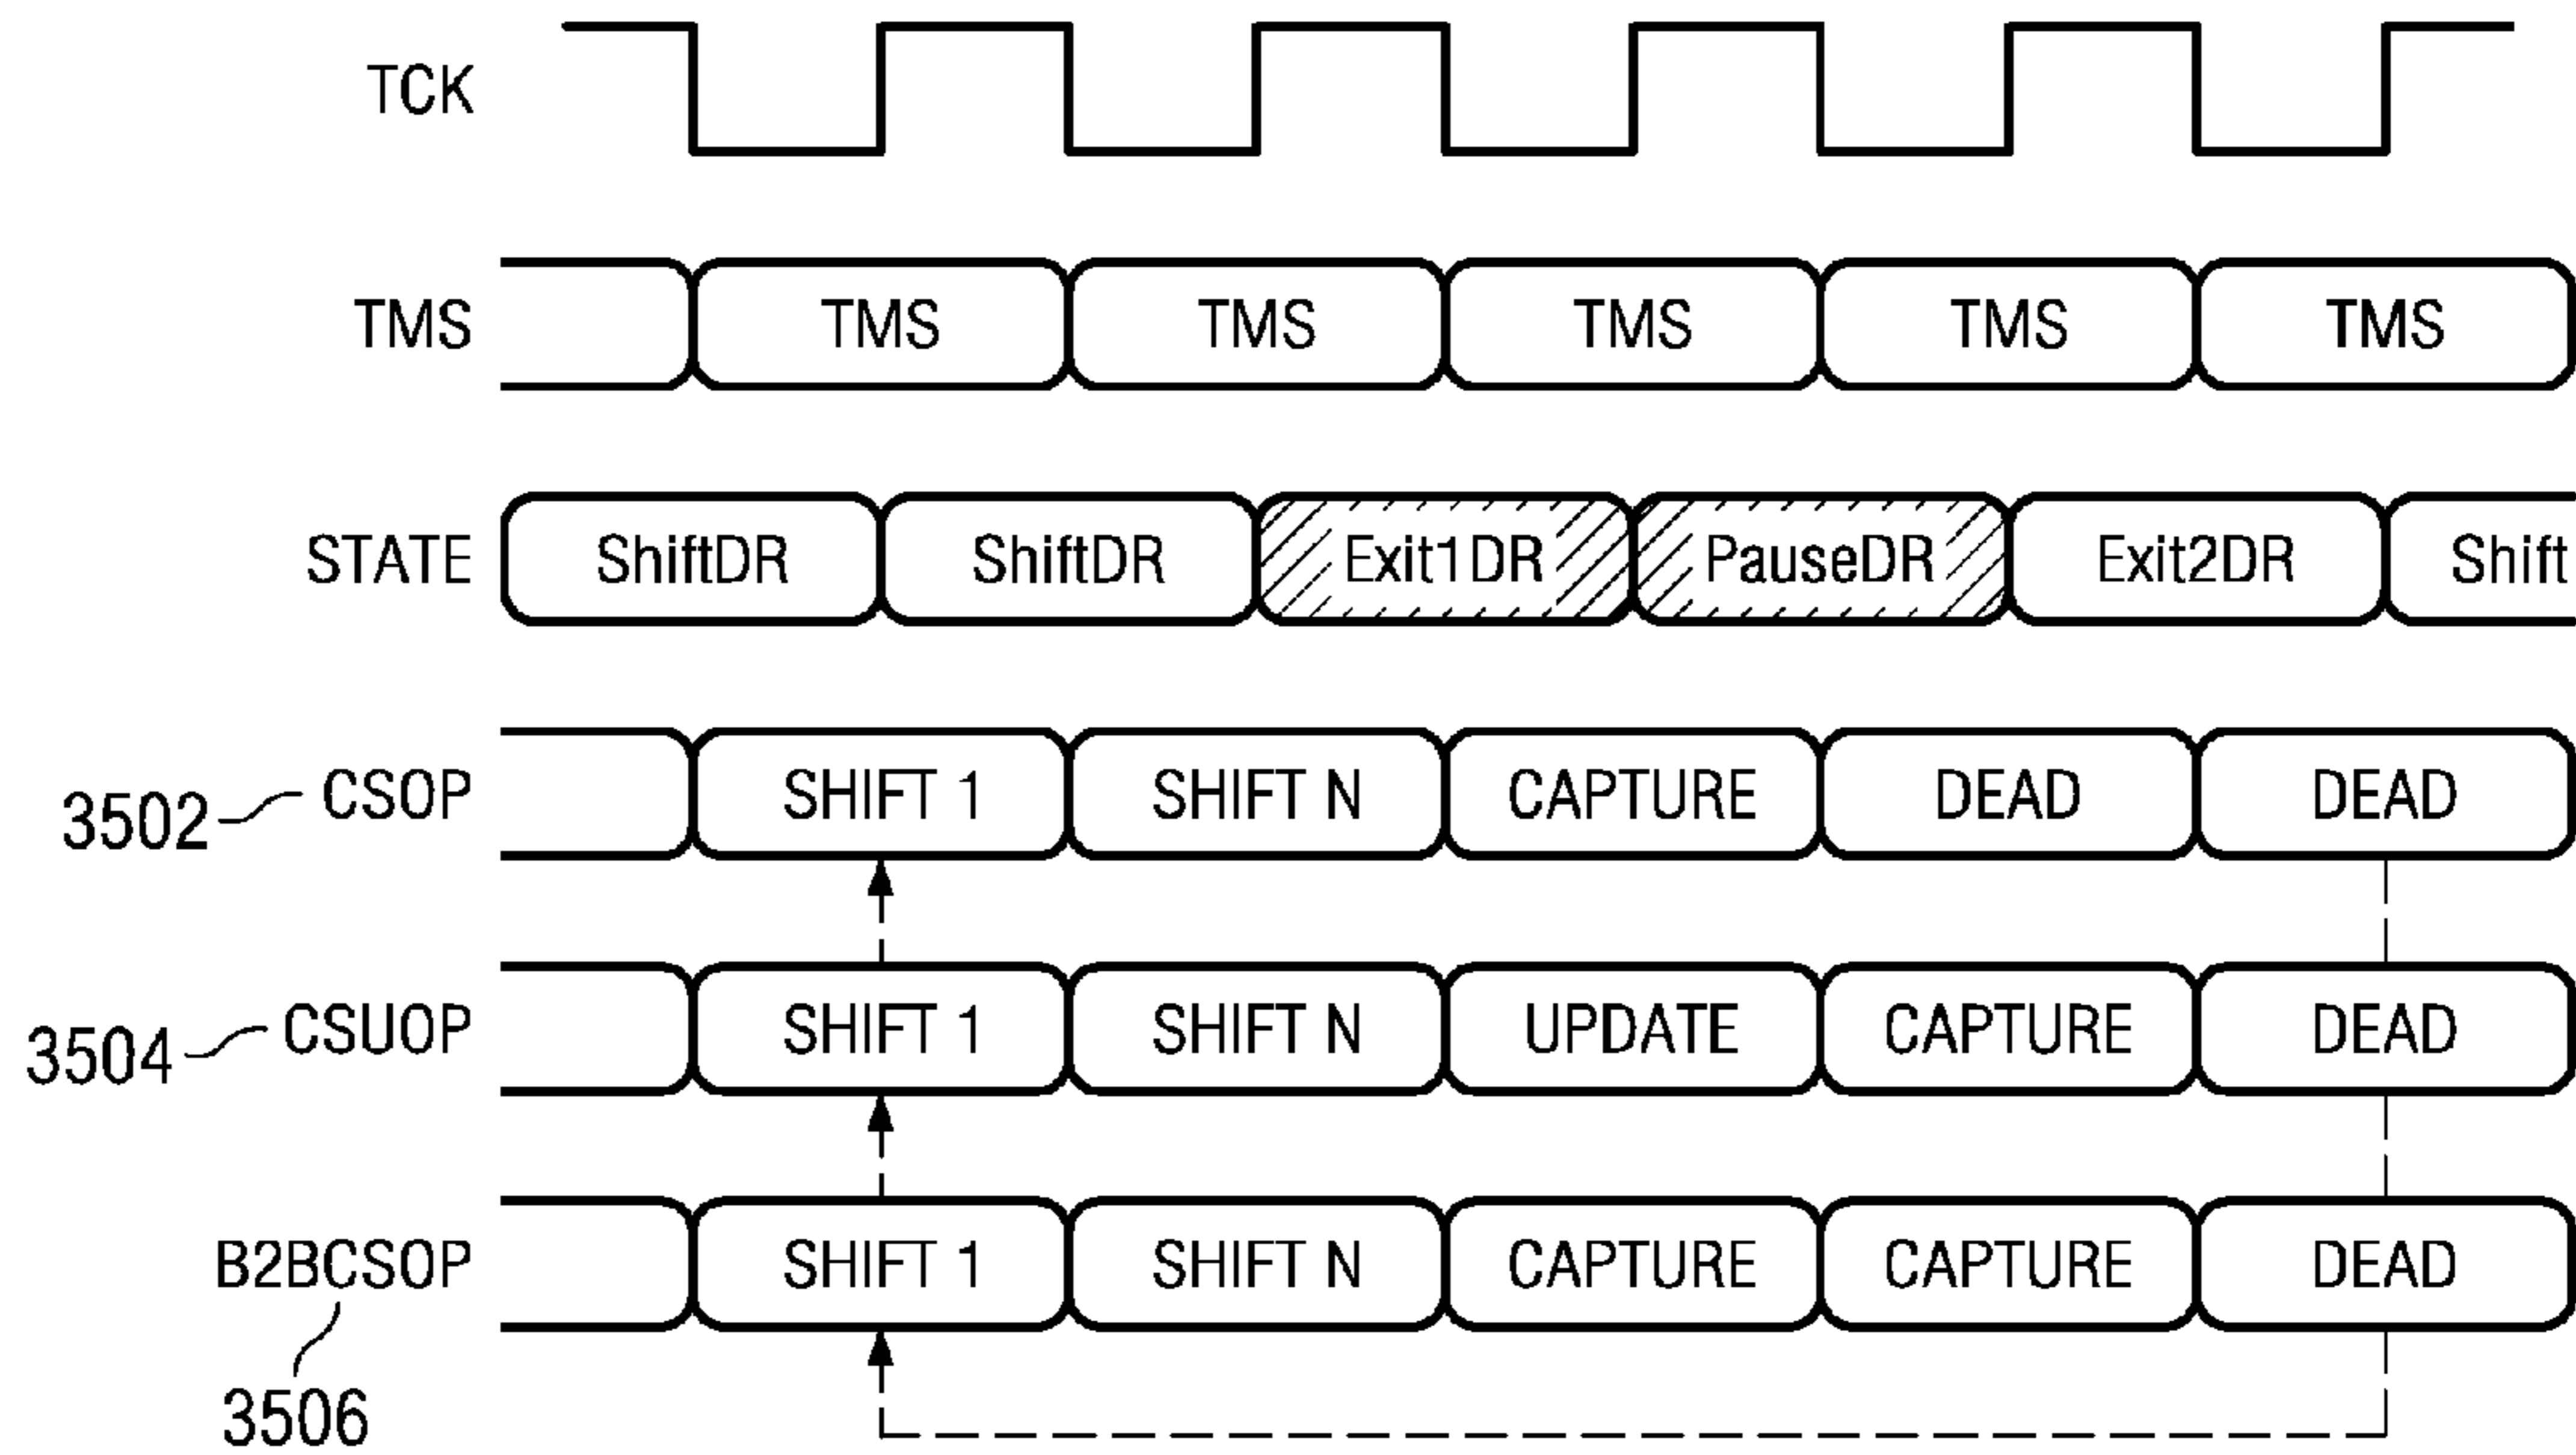 TCK
TMS TMS TMS TMS TMS TMS
STATE ShiftDR ShiftDR Exit1DR PauseDR Exit2DR Shift
3502 CSOP SHIFT 1 SHIFT N CAPTURE DEAD DEAD
3504 CSUOP SHIFT 1 SHIFT N UPDATE CAPTURE DEAD
B2BCSOP SHIFT 1 SHIFT N CAPTURE CAPTURE DEAD
3506